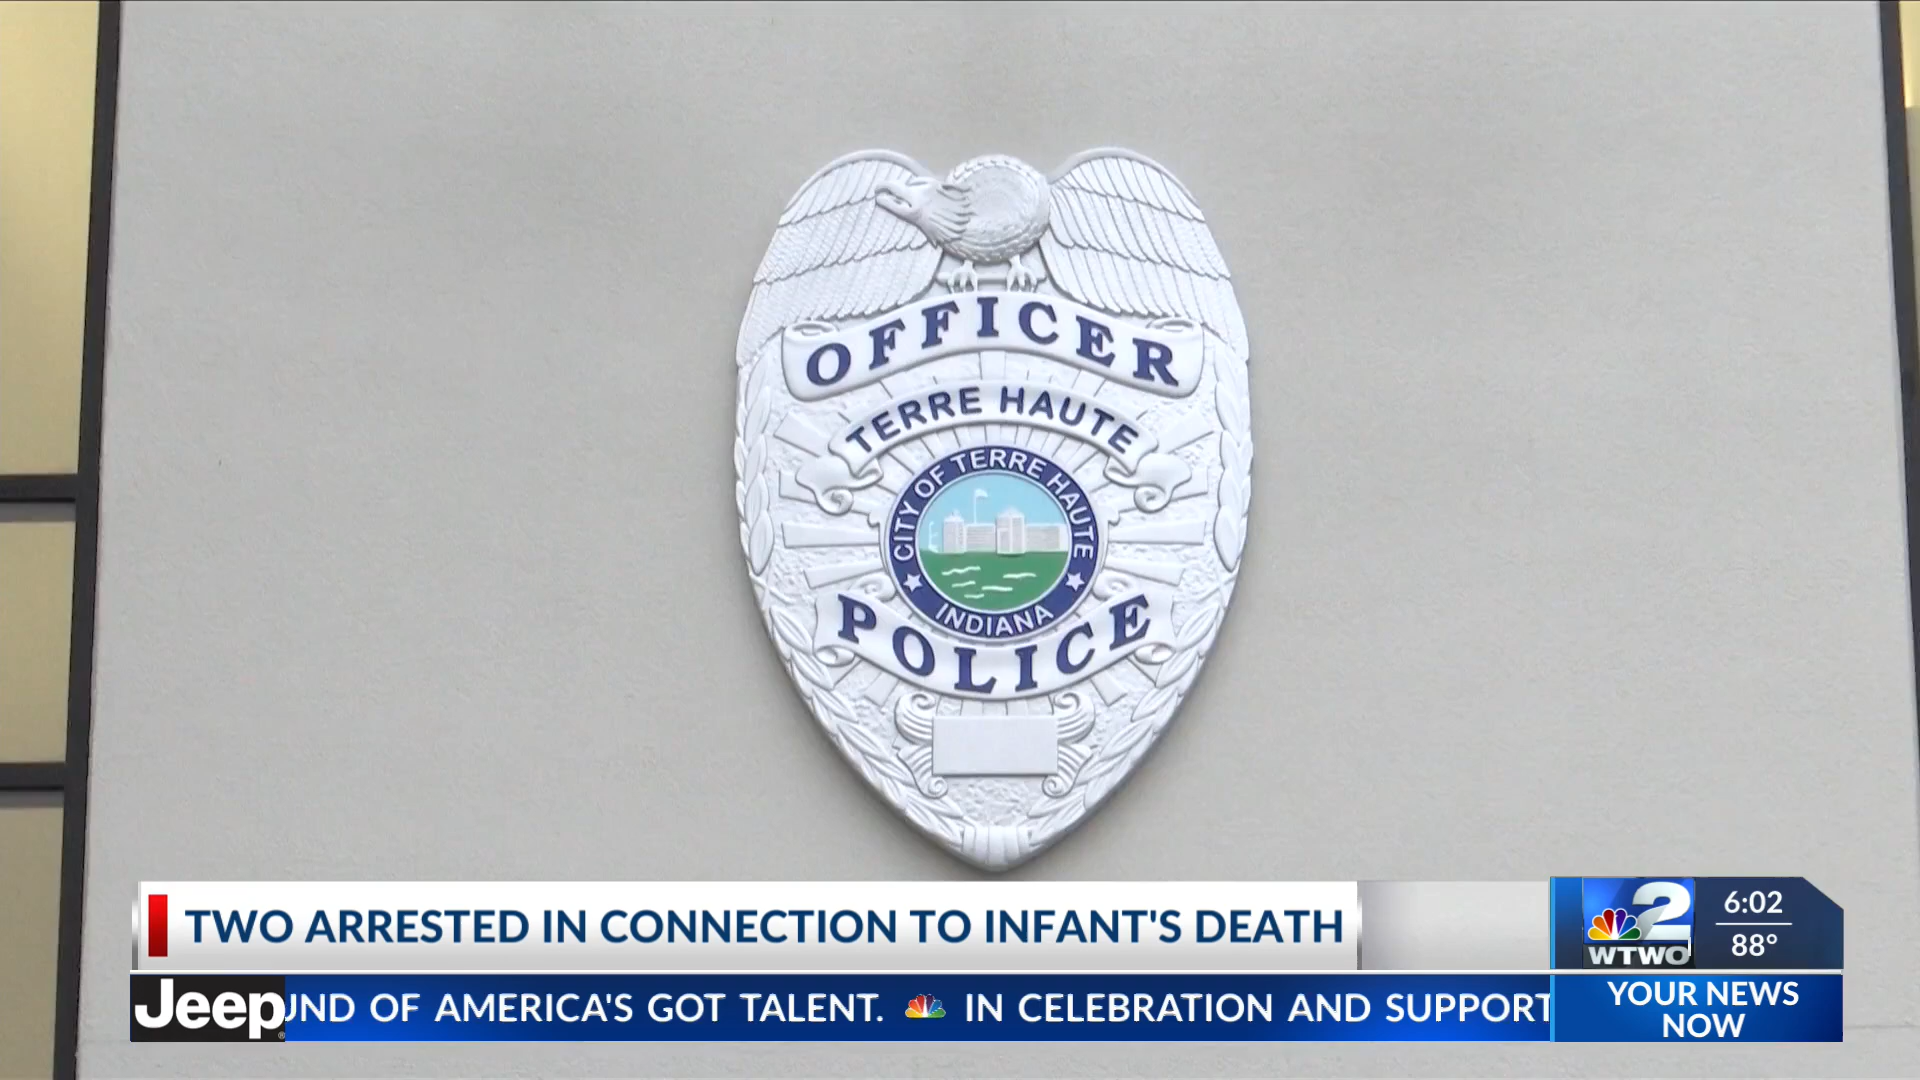 OFFICER
TERRE HAUTE
CITY OF TERRE HAUTE
INDIANA
POLICE
TWO ARRESTED IN CONNECTION TO INFANT'S DEATH
2
WTWO
6:02
88°
Jeep
UND OF AMERICA'S GOT TALENT. IN CELEBRATION AND SUPPORT
YOUR NEWS
NOW